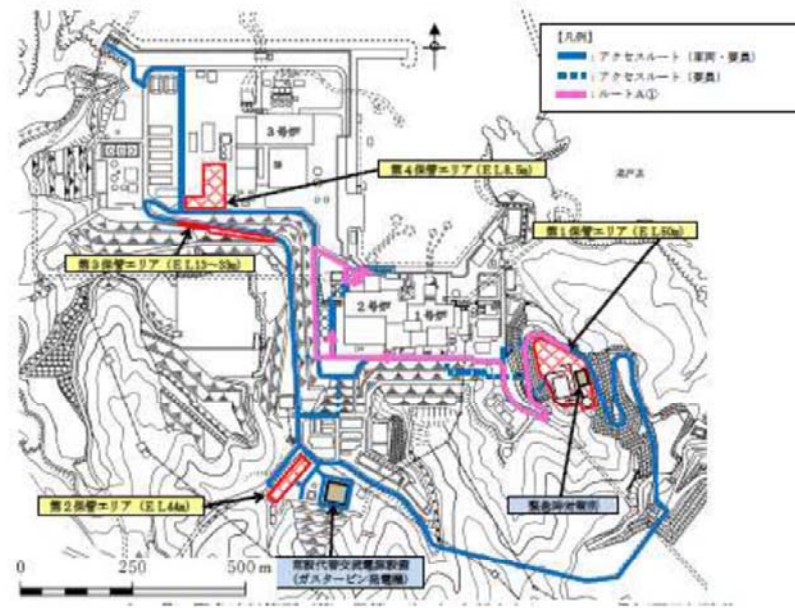 【凡例】
：アクセスルート（車両・要員）
：アクセスルート（要員）
：ルートA①
3号炉
第4保管エリア（EL8.5m）
第1保管エリア（EL50m）
第3保管エリア（EL13～33m）
2号炉
1号炉
第2保管エリア（EL44m）
緊急時対策所
常設代替交流電源設備
（ガスタービン発電機）
0
250
500 m